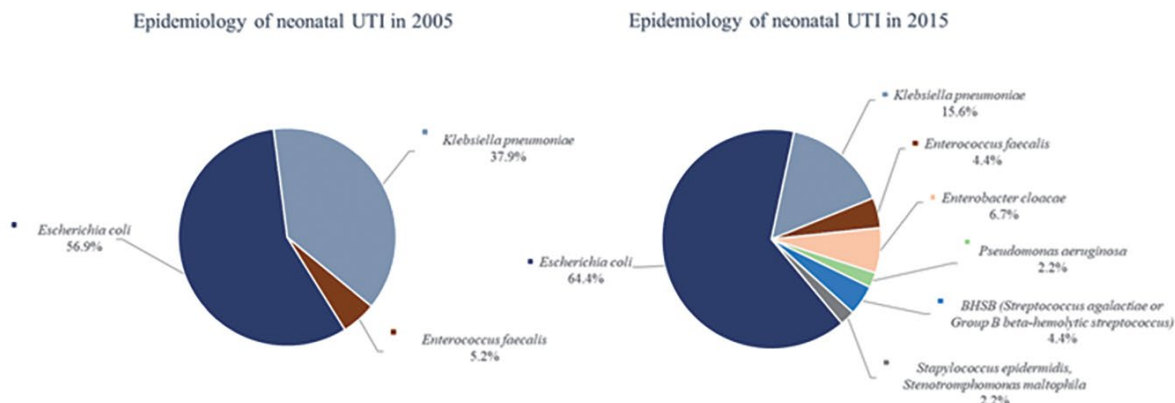 Epidemiology of neonatal UTI in 2005
Klebsiella pneumoniae
37.9%
Escherichia coli
56.9%
Enterococcus faecalis
5.2%
Epidemiology of neonatal UTI in 2015
Klebsiella pneumoniae
15.6%
Enterococcus faecalis
4.4%
Enterobacter cloacae
6.7%
Pseudomonas aeruginosa
2.2%
Escherichia coli
64.4%
BHSB (Streptococcus agalactiae or
Group B beta-hemolytic streptococcus)
4.4%
Stapylococcus epidermidis,
Stenotromphomonas maltophila
2.2%